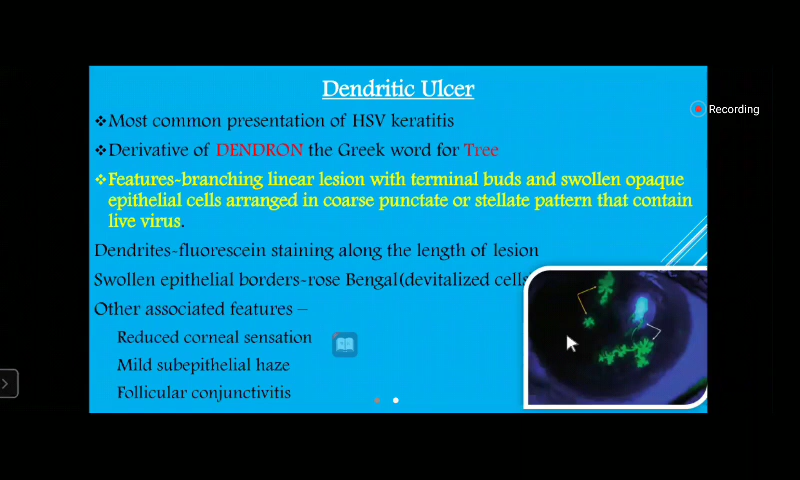 Dendritic Ulcer
Recording
❖Most common presentation of HSV keratitis
❖Derivative of DENDRON the Greek word for Tree
❖Features-branching linear lesion with terminal buds and swollen opaque
epithelial cells arranged in coarse punctate or stellate pattern that contain
live virus.
Dendrites-fluorescein staining along the length of lesion
Swollen epithelial borders-rose Bengal(devitalized cells
Other associated features –
Reduced corneal sensation
Mild subepithelial haze
Follicular conjunctivitis